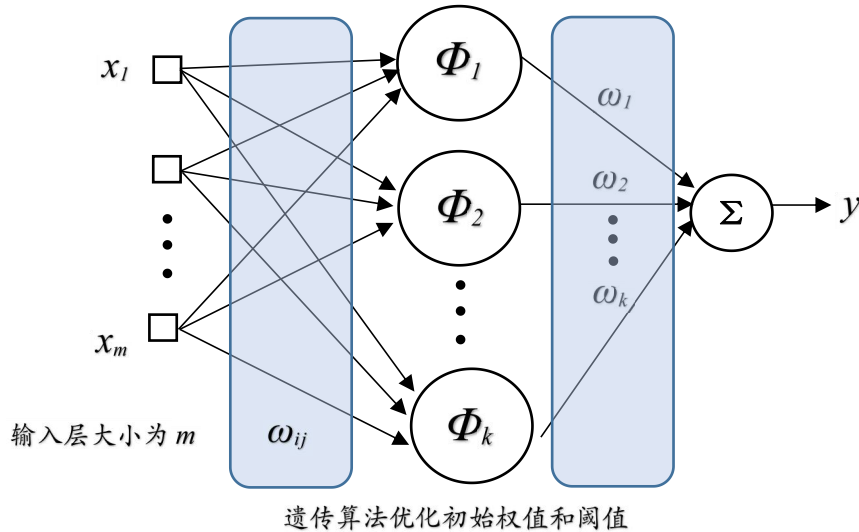 x₁
Φ₁
ω₁
Φ₂
ω₂
Σ
y
ωₖ
xₘ
输入层大小为 m
ωᵢⱼ
Φₖ
遗传算法优化初始权值和阈值